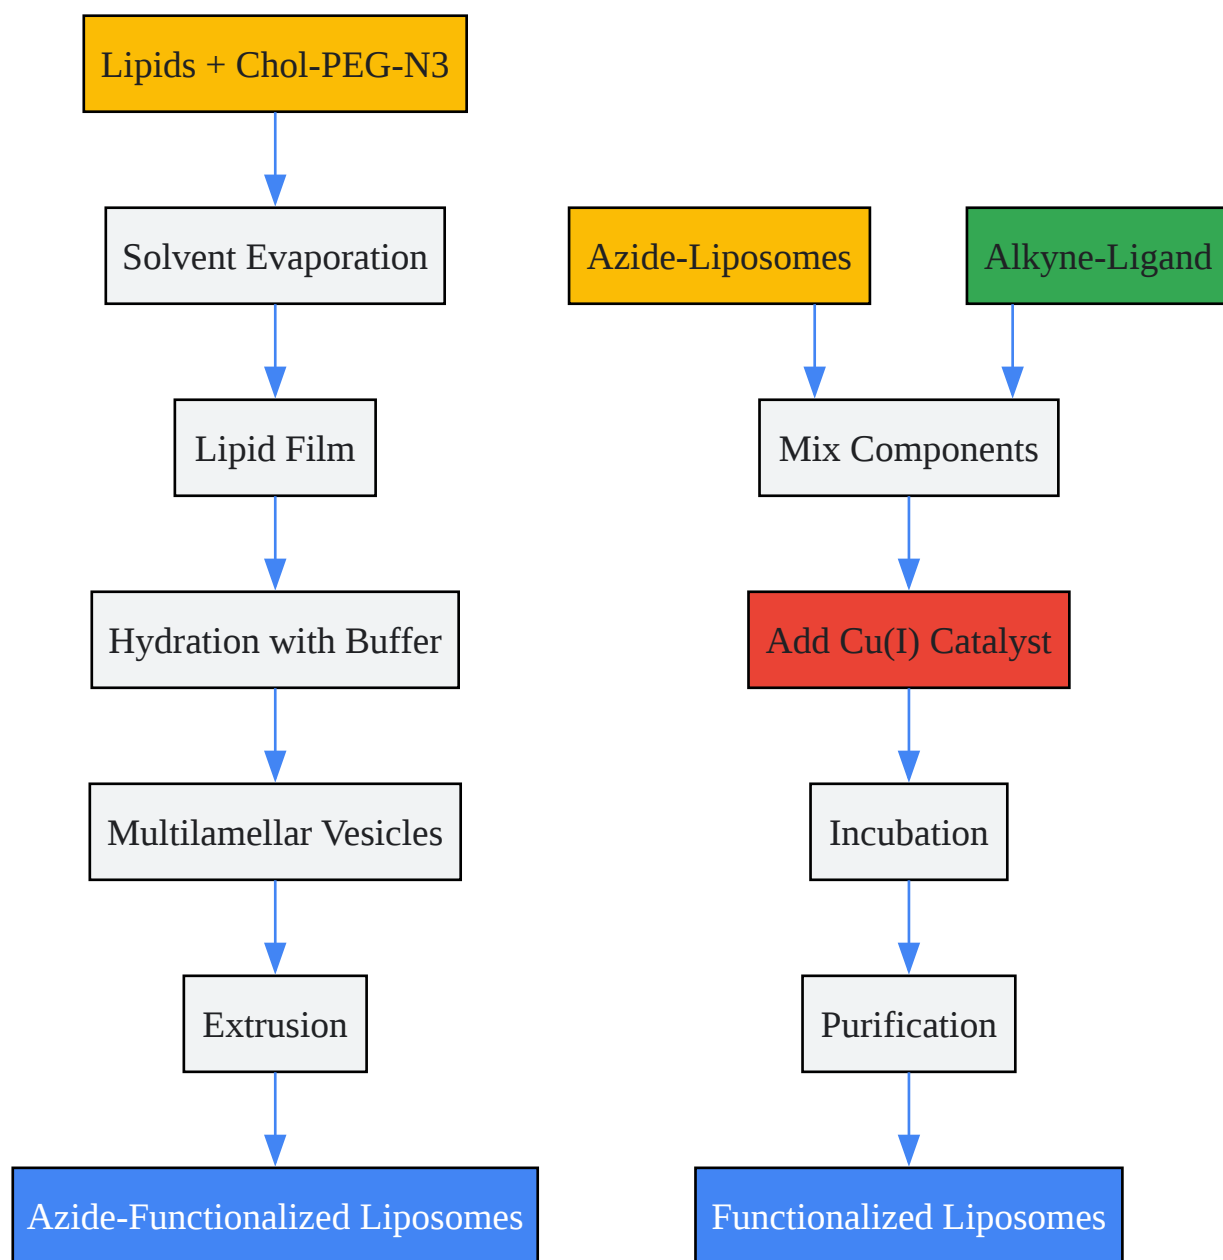 Lipids + Chol-PEG-N3
Solvent Evaporation
Lipid Film
Hydration with Buffer
Multilamellar Vesicles
Extrusion
Azide-Functionalized Liposomes
Azide-Liposomes
Alkyne-Ligand
Mix Components
Add Cu(I) Catalyst
Incubation
Purification
Functionalized Liposomes